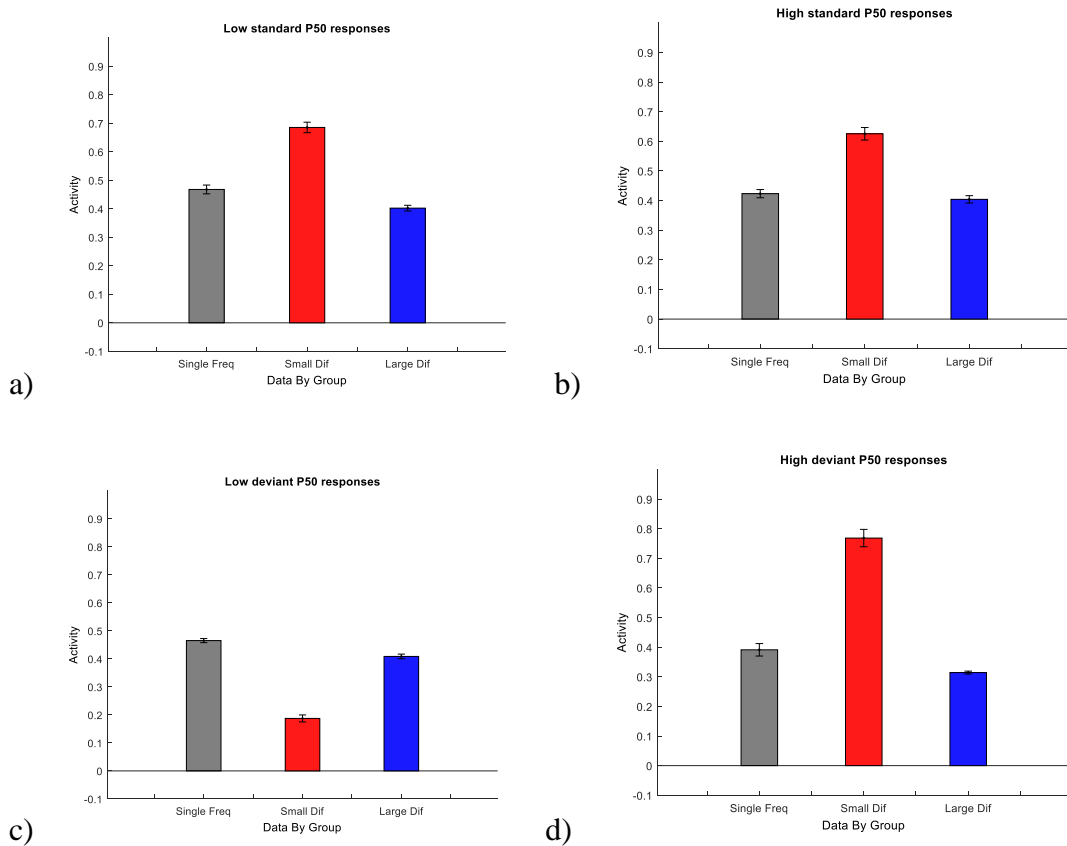 Low standard P50 responses
0.9
0.8
0.7
0.6
0.5
0.4
0.3
0.2
0.1
0
-0.1
Activity
Single Freq Small Dif Large Dif
Data By Group
a)
High standard P50 responses
0.9
0.8
0.7
0.6
0.5
0.4
0.3
0.2
0.1
0
-0.1
Activity
Single Freq Small Dif Large Dif
Data By Group
b)
Low deviant P50 responses
0.9
0.8
0.7
0.6
0.5
0.4
0.3
0.2
0.1
0
-0.1
Activity
Single Freq Small Dif Large Dif
Data By Group
c)
High deviant P50 responses
0.9
0.8
0.7
0.6
0.5
0.4
0.3
0.2
0.1
0
-0.1
Activity
Single Freq Small Dif Large Dif
Data By Group
d)